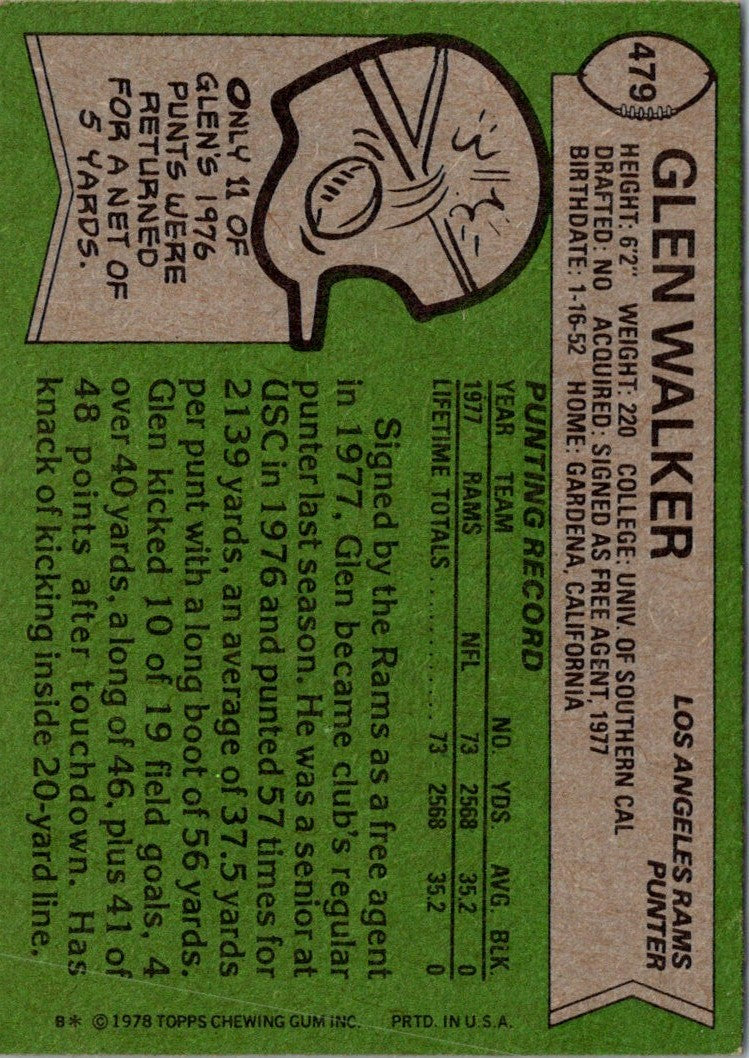 479
GLEN WALKER
LOS ANGELES RAMS
PUNTER
HEIGHT: 6'2" WEIGHT: 220 COLLEGE: UNIV. OF SOUTHERN CAL
DRAFTED: NO ACQUIRED: SIGNED AS FREE AGENT, 1977
BIRTHDATE: 1-16-52 HOME: GARDENA, CALIFORNIA
ONLY 11 OF
GLEN'S 1976
PUNTS WERE
RETURNED
FOR A NET OF
5 YARDS.
PUNTING RECORD
YEAR TEAM NO. YDS. AVG. BLK
1977 RAMS NFL 73 2568 35.2 0
LIFETIME TOTALS . . . . . . . . . . . . . . . 73 2568 35.2 0
Signed by the Rams as a free agent
in 1977, Glen became club's regular
punter last season. He was a senior at
USC in 1976 and punted 57 times for
2139 yards, an average of 37.5 yards
per punt with a long boot of 56 yards.
Glen kicked 10 of 19 field goals, 4
over 40 yards, a long of 46, plus 41 of
48 points after touchdown. Has
knack of kicking inside 20-yard line.
B* © 1978 TOPPS CHEWING GUM INC. PRTD. IN U.S.A.